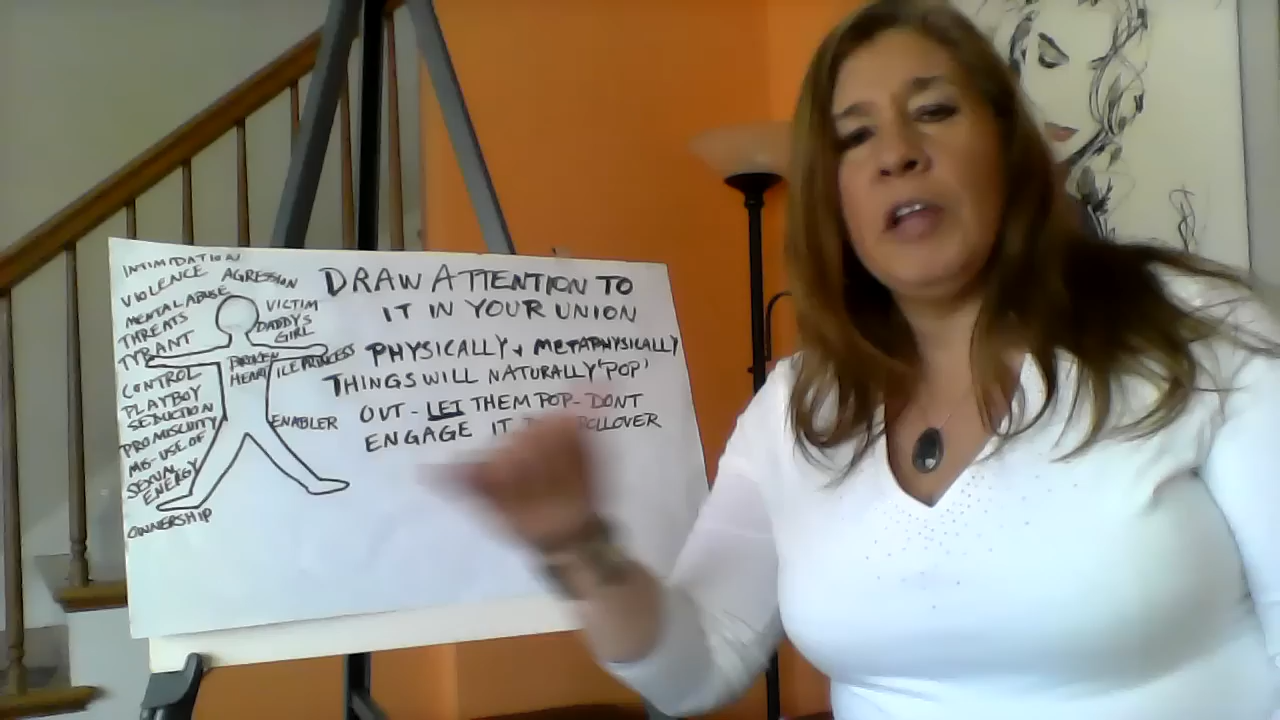 INTIMIDATION
VIOLENCE AGRESSION
MENTAL ABUSE
THREATS
TYRANT
CONTROL
PLAYBOY
SEDUCTION
PROMISCUITY
MIS-USE OF
SEXUAL
ENERGY
OWNERSHIP
VICTIM
DADDY'S
GIRL
BROKEN
HEART
ICE PRINCESS
ENABLER
DRAW ATTENTION TO
IT IN YOUR UNION
PHYSICALLY + METAPHYSICALLY
THINGS WILL NATURALLY 'POP'
OUT - LET THEM POP - DONT
ENGAGE IT